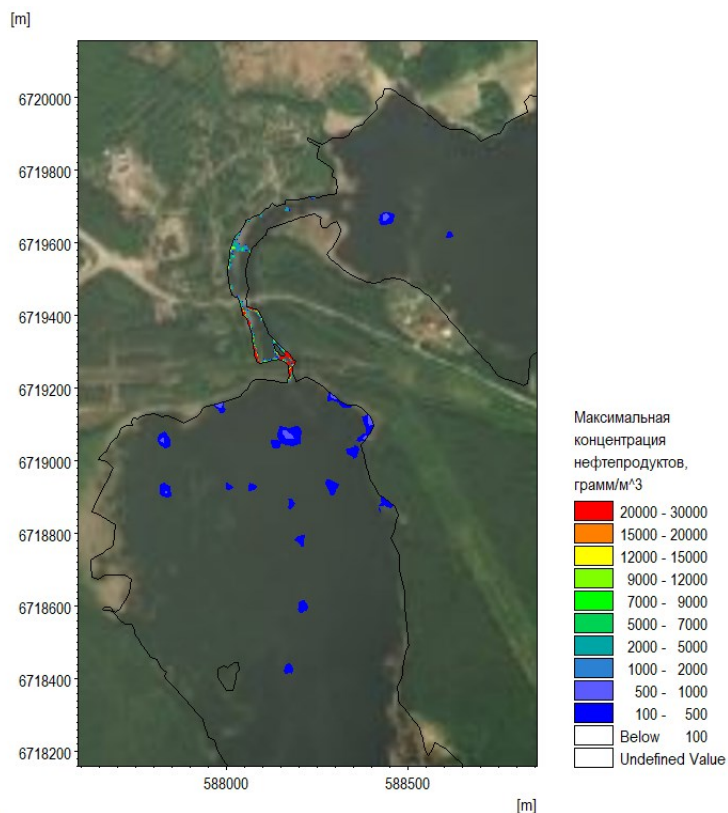 [m]
6720000
6719800
6719600
6719400
6719200
6719000
6718800
6718600
6718400
6718200
588000 588500
[m]
Максимальная
концентрация
нефтепродуктов,
грамм/м^3
20000 - 30000
15000 - 20000
12000 - 15000
9000 - 12000
7000 - 9000
5000 - 7000
2000 - 5000
1000 - 2000
500 - 1000
100 - 500
Below 100
Undefined Value